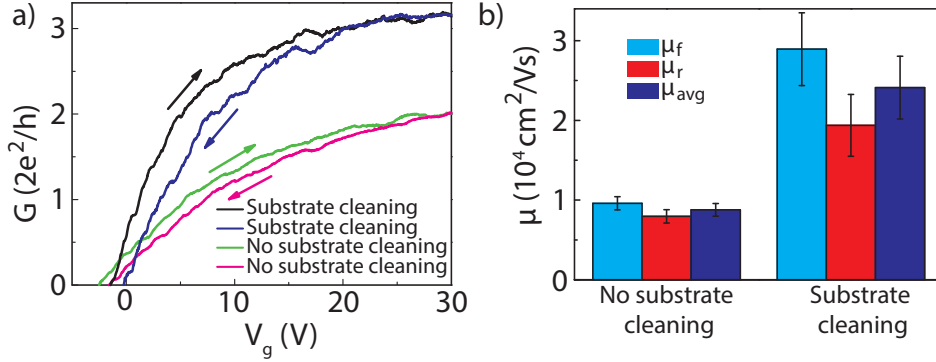 a)
G (2e²/h)
3
2
1
0
Substrate cleaning
Substrate cleaning
No substrate cleaning
No substrate cleaning
0 10 20 30
V_g (V)
b)
μ (10⁴ cm²/Vs)
3
2
1
0
μ_f
μ_r
μ_avg
No substrate
cleaning
Substrate
cleaning